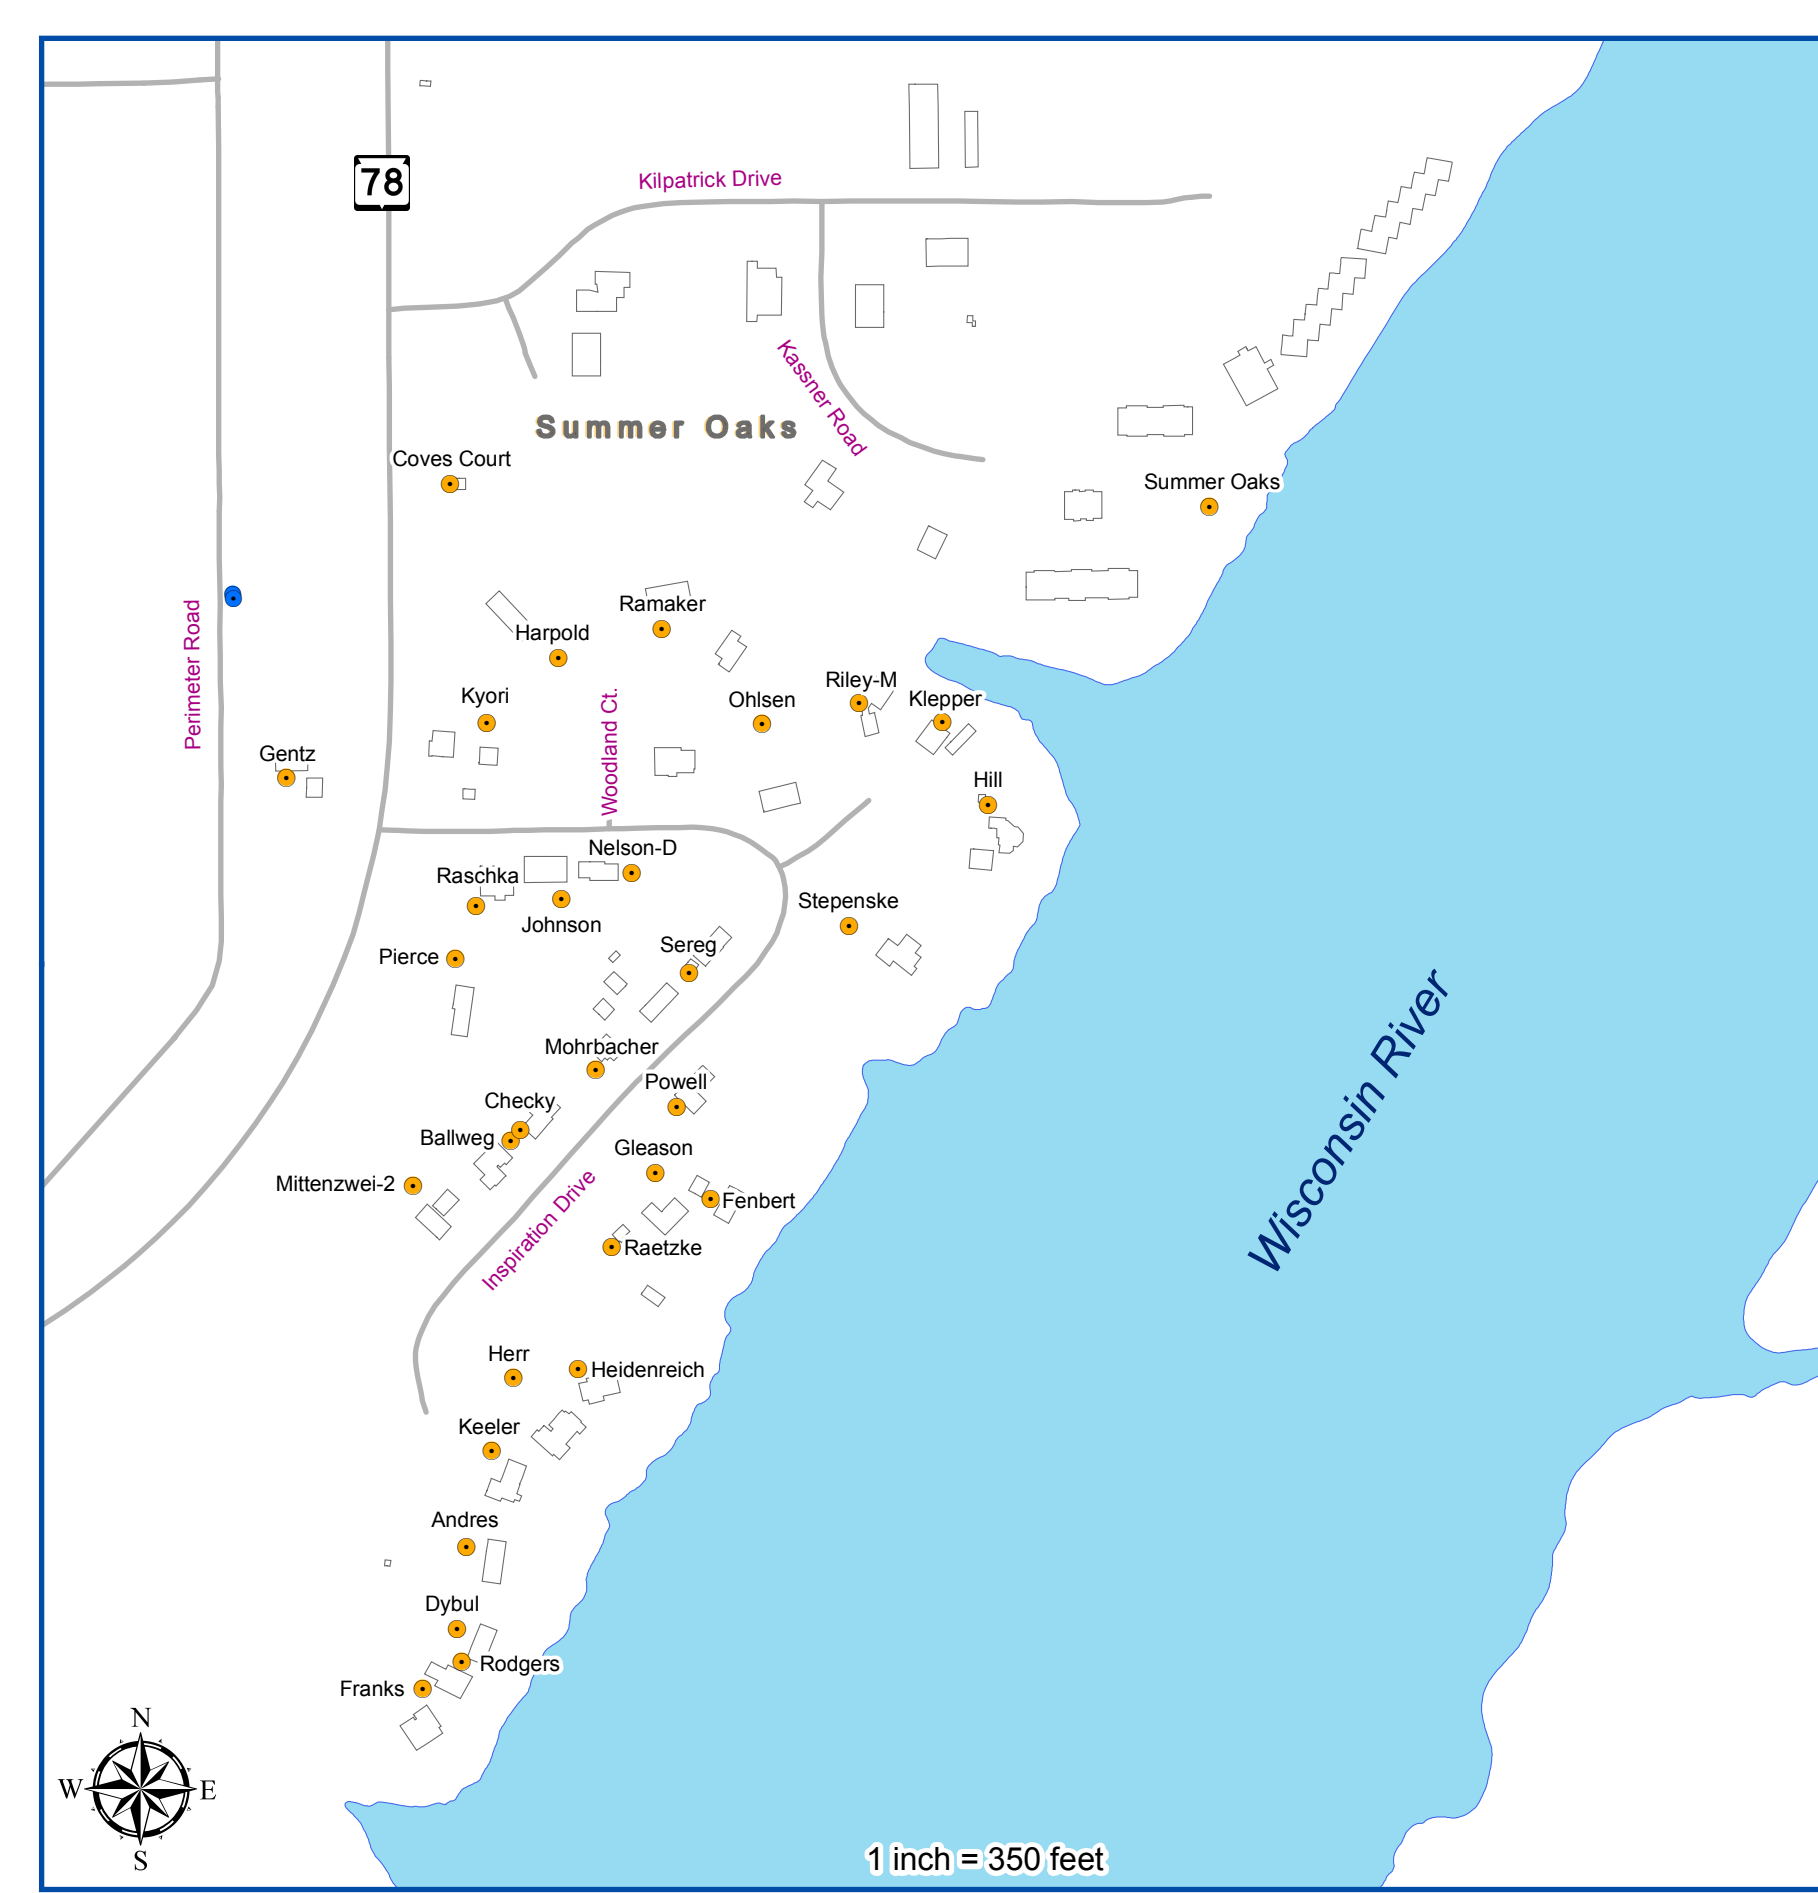 78
Kilpatrick Drive
Kassner Road
Summer Oaks
Coves Court
Summer Oaks
Perimeter Road
Ramaker
Harpold
Riley-M
Kyori
Woodland Ct.
Ohlsen
Klepper
Gentz
Hill
Nelson-D
Raschka
Johnson
Stepenske
Pierce
Sereg
Mohrbacher
Powell
Checky
Ballweg
Gleason
Mittenzwei-2
Fenbert
Inspiration Drive
Raetzke
Wisconsin River
Herr
Heidenreich
Keeler
Andres
Dybul
Rodgers
Franks
N
W
E
S
1 inch = 350 feet